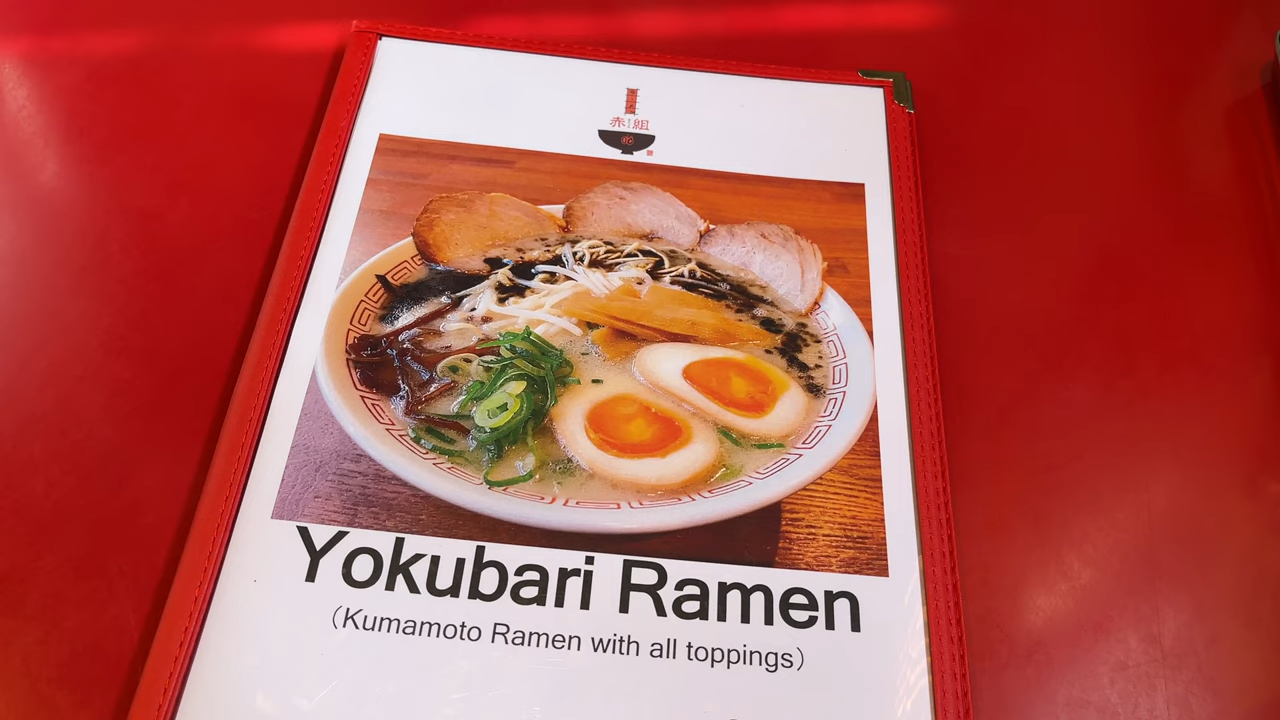 赤組
Yokubari Ramen
（Kumamoto Ramen with all toppings）